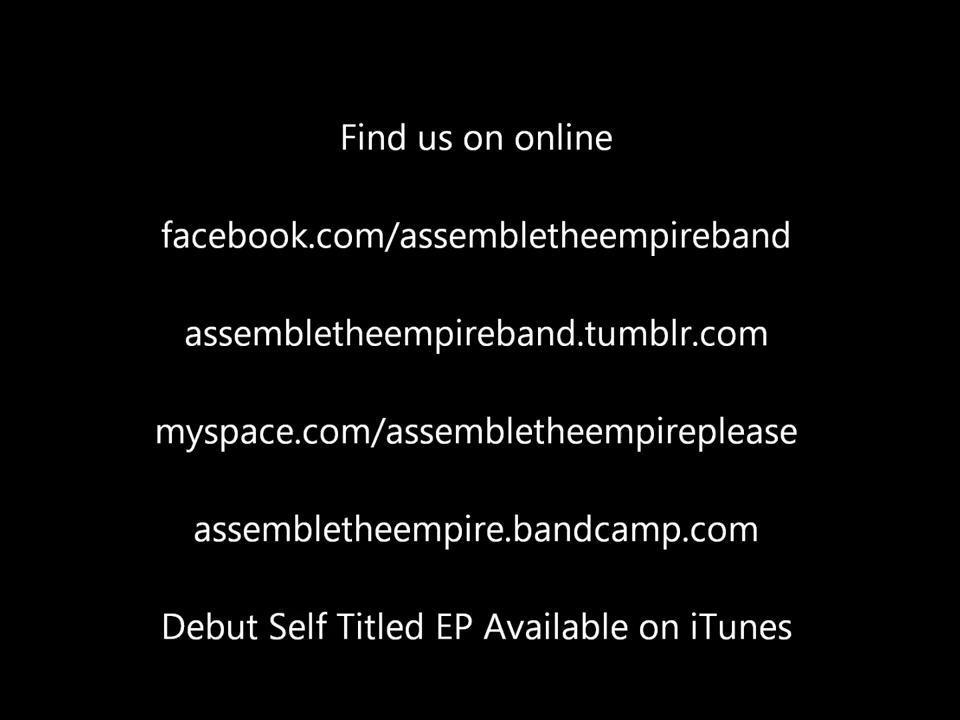 Find us on online
facebook.com/assembletheempireband
assembletheempireband.tumblr.com
myspace.com/assembletheempireplease
assembletheempire.bandcamp.com
Debut Self Titled EP Available on iTunes